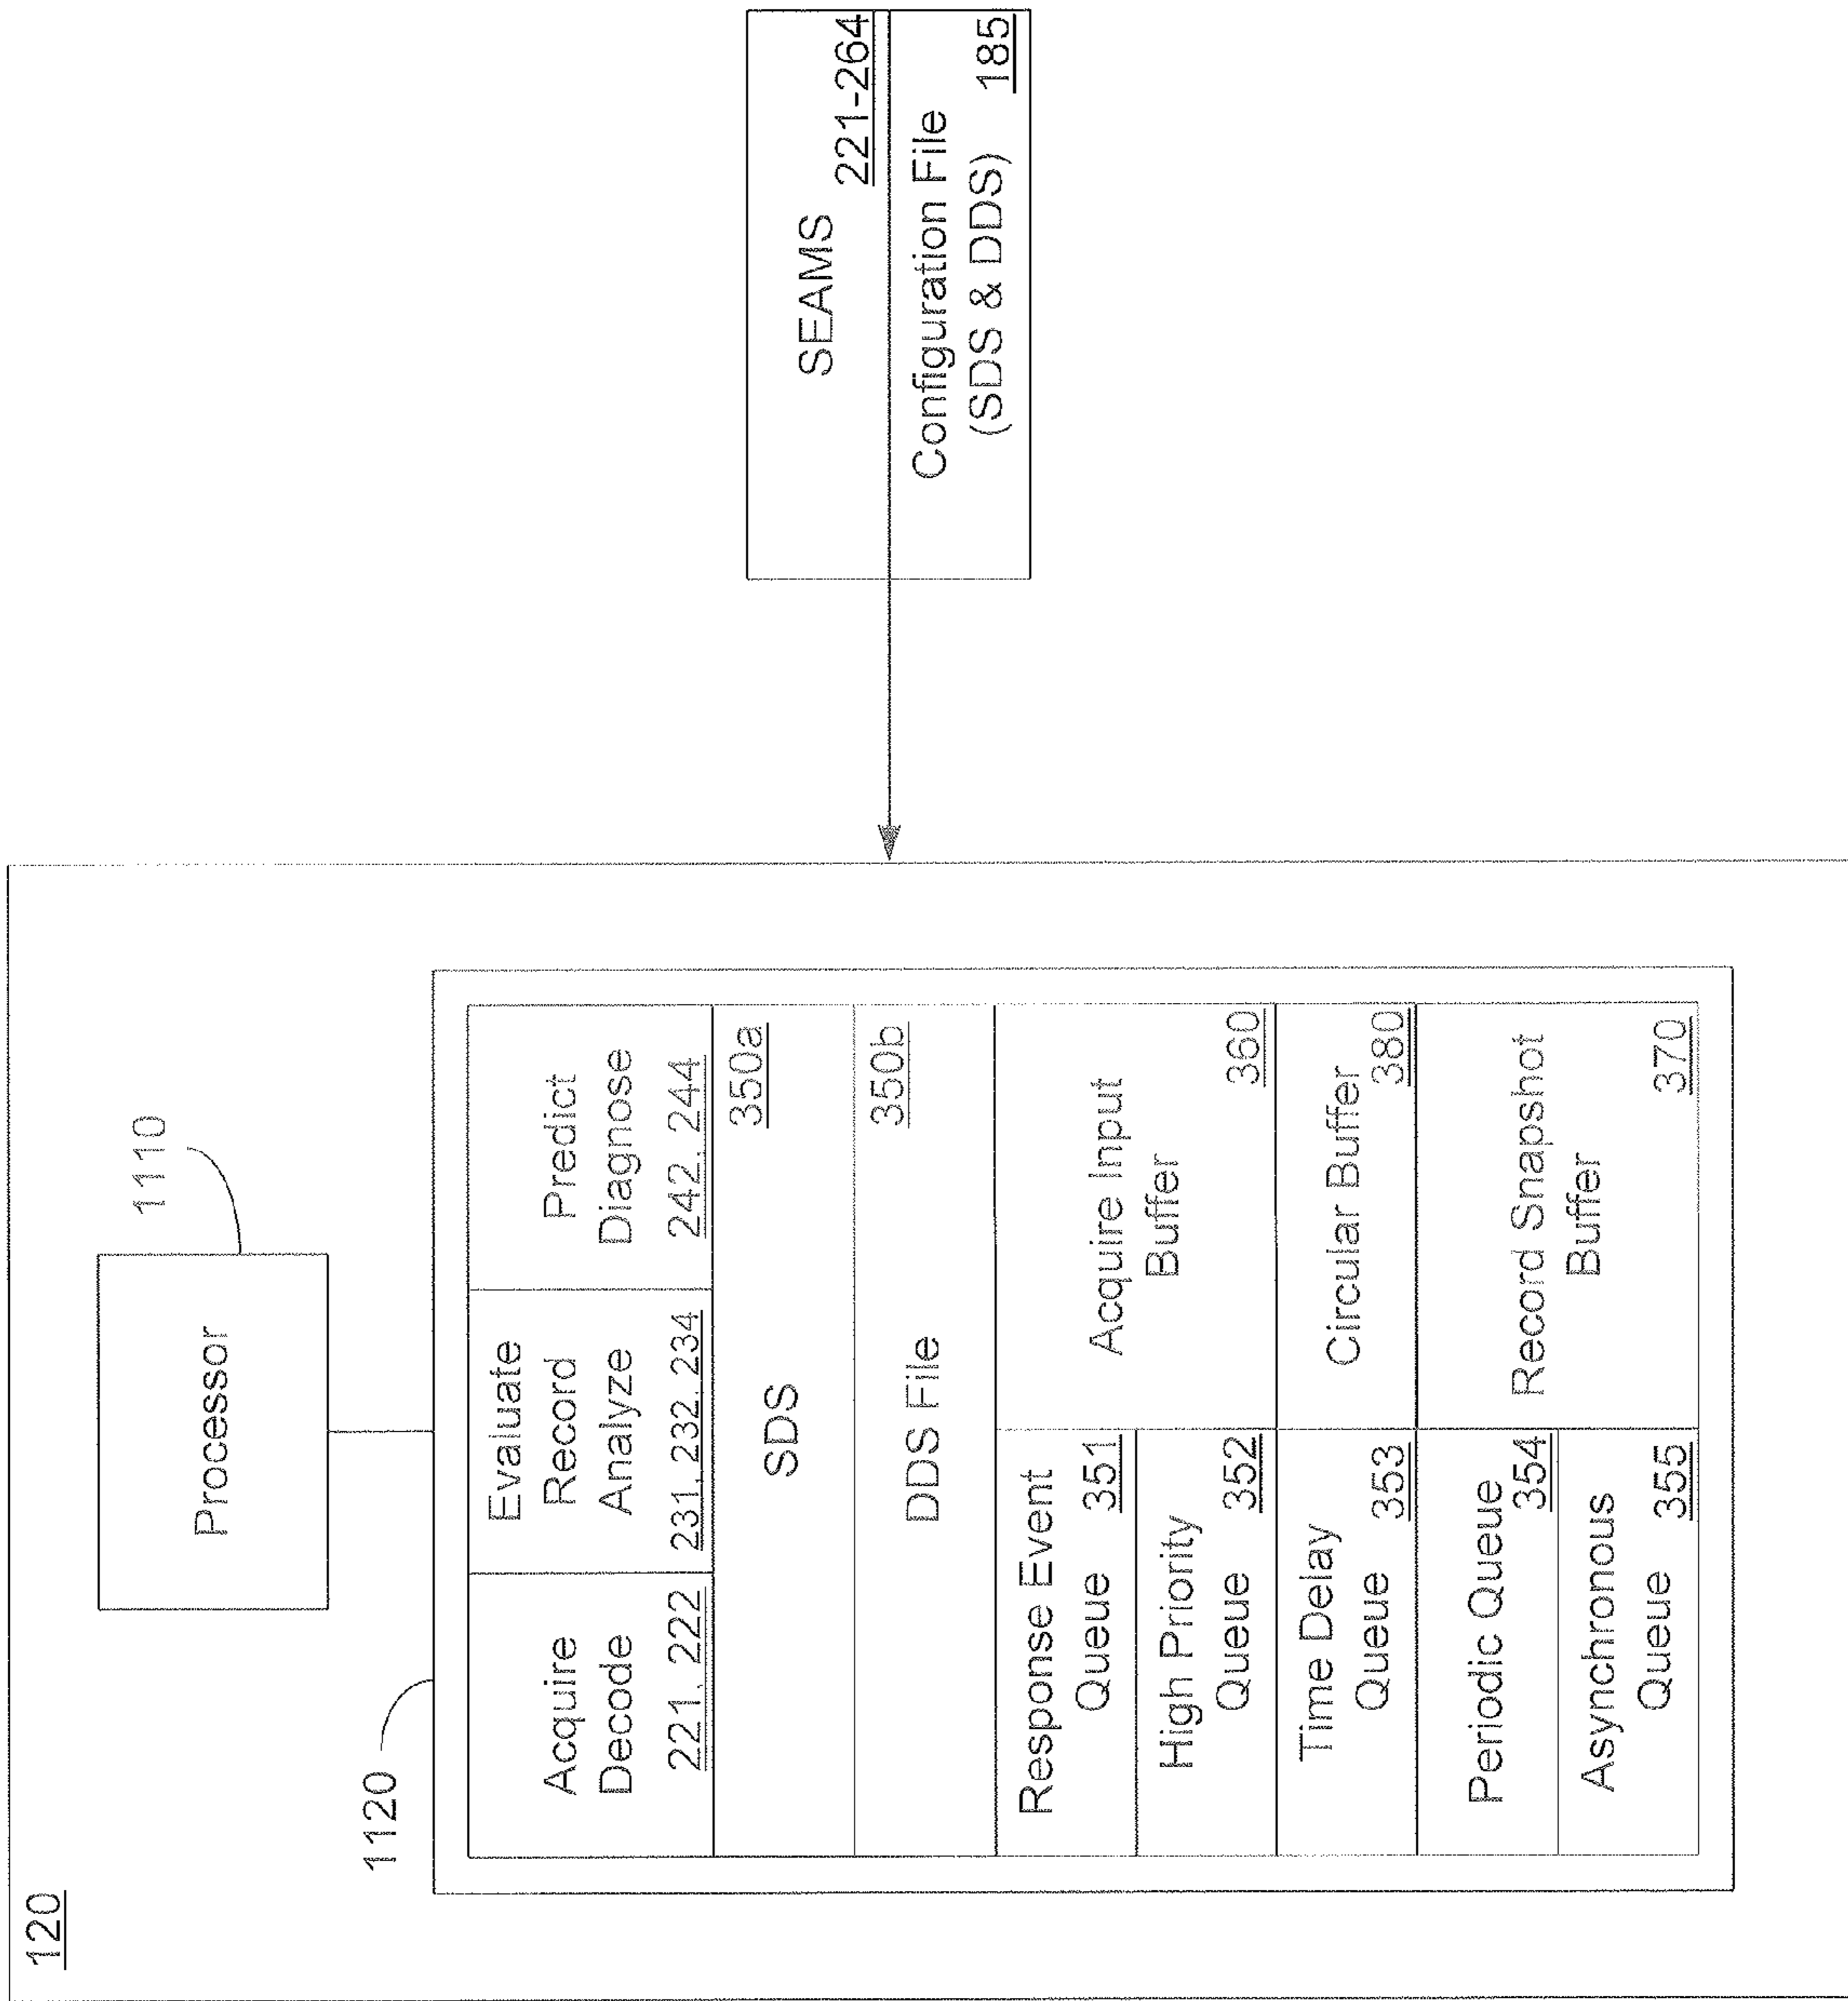 120
Processor
1110
1120
Acquire
Decode
221, 222
Evaluate
Record
Analyze
231, 232, 234
Predict
Diagnose
242, 244
SDS
350a
DDS File
350b
Response Event
Queue 351
High Priority
Queue 352
Time Delay
Queue 353
Periodic Queue
354
Asynchronous
Queue 355
Acquire Input
Buffer
360
Circular Buffer
380
Record Snapshot
Buffer
370
SEAMS
221-264
Configuration File
(SDS & DDS) 185